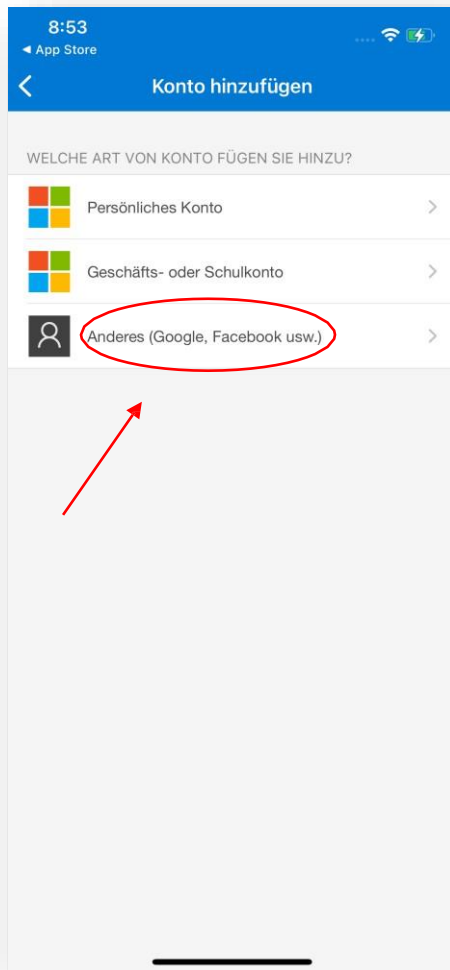 8:53
◀ App Store
Konto hinzufügen
WELCHE ART VON KONTO FÜGEN SIE HINZU?
Persönliches Konto
Geschäfts- oder Schulkonto
Anderes (Google, Facebook usw.)